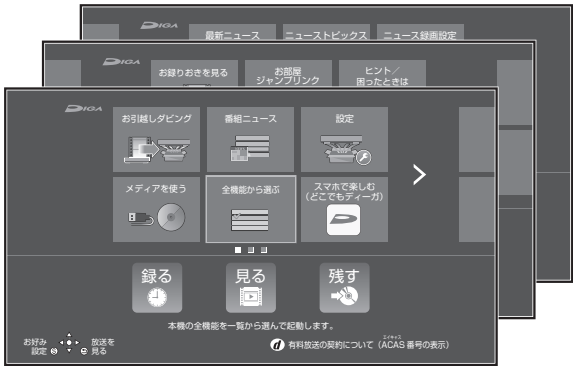 DIGA
最新ニュース
ニューストピックス
ニュース録画設定
DIGA
お録りおきを見る
お部屋
ジャンプリンク
ヒント／
困ったときは
DIGA
お引越しダビング
番組ニュース
設定
メディアを使う
全機能から選ぶ
スマホで楽しむ
（どこでもディーガ）
録る
見る
残す
本機の全機能を一覧から選んで起動します。
お好み
設定
放送を
見る
エイキャス
d 有料放送の契約について（ACAS 番号の表示）